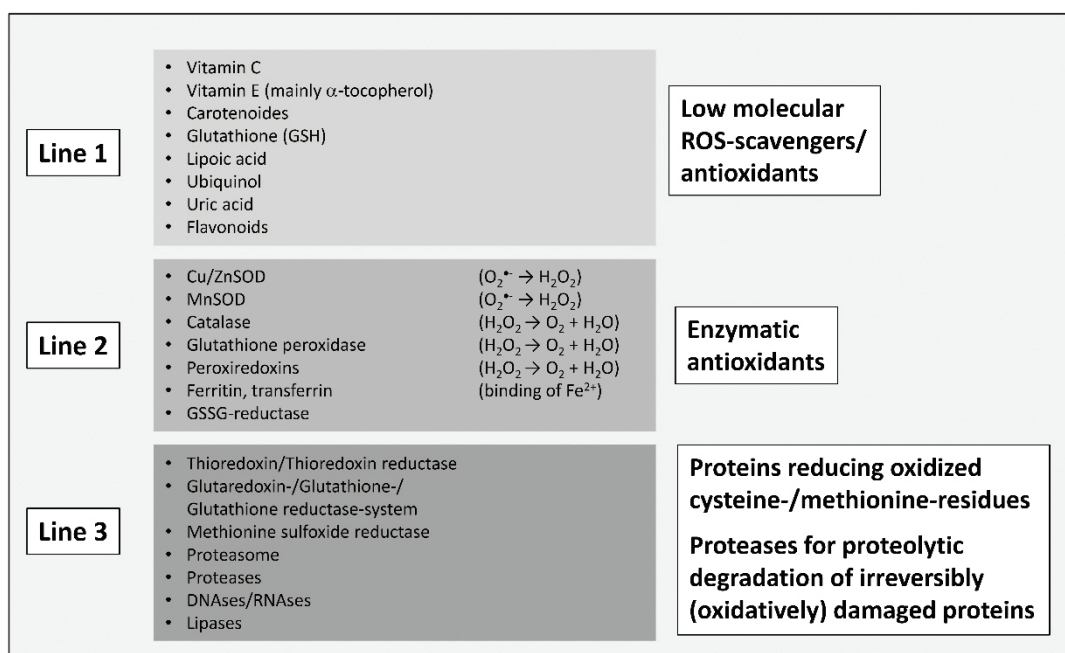 Line 1
• Vitamin C
• Vitamin E (mainly α-tocopherol)
• Carotenoides
• Glutathione (GSH)
• Lipoic acid
• Ubiquinol
• Uric acid
• Flavonoids
Low molecular
ROS-scavengers/
antioxidants
Line 2
• Cu/ZnSOD (O₂•⁻ → H₂O₂)
• MnSOD (O₂•⁻ → H₂O₂)
• Catalase (H₂O₂ → O₂ + H₂O)
• Glutathione peroxidase (H₂O₂ → O₂ + H₂O)
• Peroxiredoxins (H₂O₂ → O₂ + H₂O)
• Ferritin, transferrin (binding of Fe²⁺)
• GSSG-reductase
Enzymatic
antioxidants
Line 3
• Thioredoxin/Thioredoxin reductase
• Glutaredoxin-/Glutathione-/
Glutathione reductase-system
• Methionine sulfoxide reductase
• Proteasome
• Proteases
• DNAses/RNAses
• Lipases
Proteins reducing oxidized
cysteine-/methionine-residues
Proteases for proteolytic
degradation of irreversibly
(oxidatively) damaged proteins